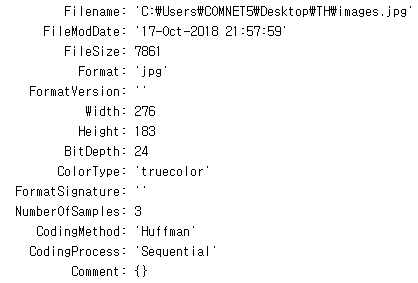 Filename: 'C:₩Users₩COMNET5₩Desktop₩TH₩images.jpg'
FileModDate: '17-Oct-2018 21:57:59'
FileSize: 7861
Format: 'jpg'
FormatVersion: ''
Width: 276
Height: 183
BitDepth: 24
ColorType: 'truecolor'
FormatSignature: ''
NumberOfSamples: 3
CodingMethod: 'Huffman'
CodingProcess: 'Sequential'
Comment: {}